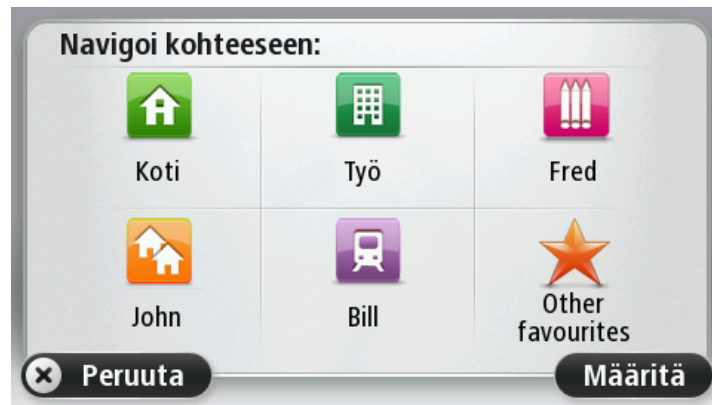 Navigoi kohteeseen:
Koti
Työ
Fred
John
Bill
Other
favourites
Peruuta
Määritä